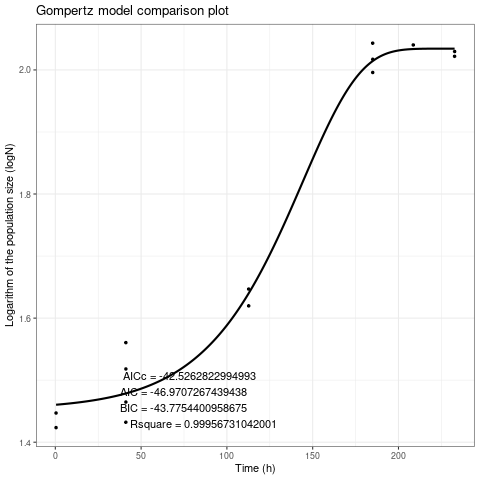 Gompertz model comparison plot
Logarithm of the population size (logN)
2.0
1.8
1.6
1.4
AICc = -42.5262822994993
AIC = -46.9707267439438
BIC = -43.7754400958675
Rsquare = 0.99956731042001
0 50 100 150 200
Time (h)